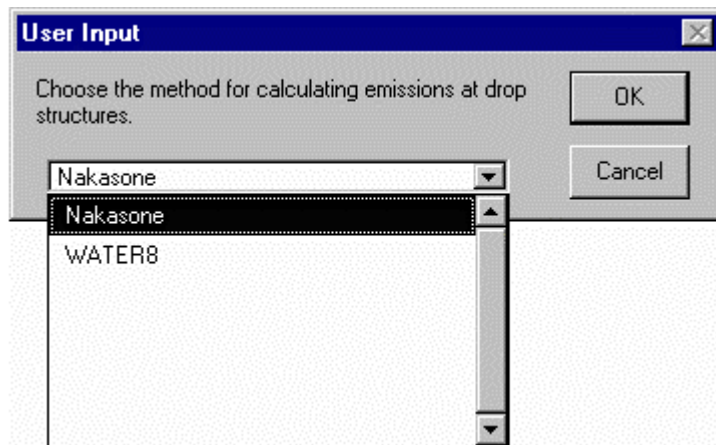 User Input
Choose the method for calculating emissions at drop
structures.
OK
Cancel
Nakasone
Nakasone
WATER8